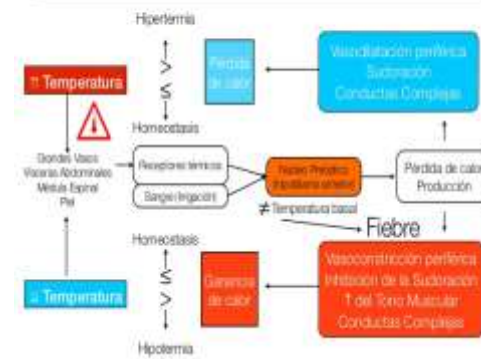 Hipertermia
>
≤
Homeostasis
Pérdida
de calor
Vasodilatación periférica
Sudoración
Conductas Complejas
↑↑ Temperatura
Grandes Vasos
Vísceras Abdominales
Médula Espinal
Piel
Receptores térmicos
Sangre (Irrigación)
Núcleo Preóptico
(hipotálamo anterior)
Pérdida de calor
Producción
≠ Temperatura basal
Fiebre
Homeostasis
≤
>
Hipotermia
Temperatura
Ganancia
de calor
Vasoconstricción periférica
Inhibición de la Sudoración
↑ del Tono Muscular
Conductas Complejas